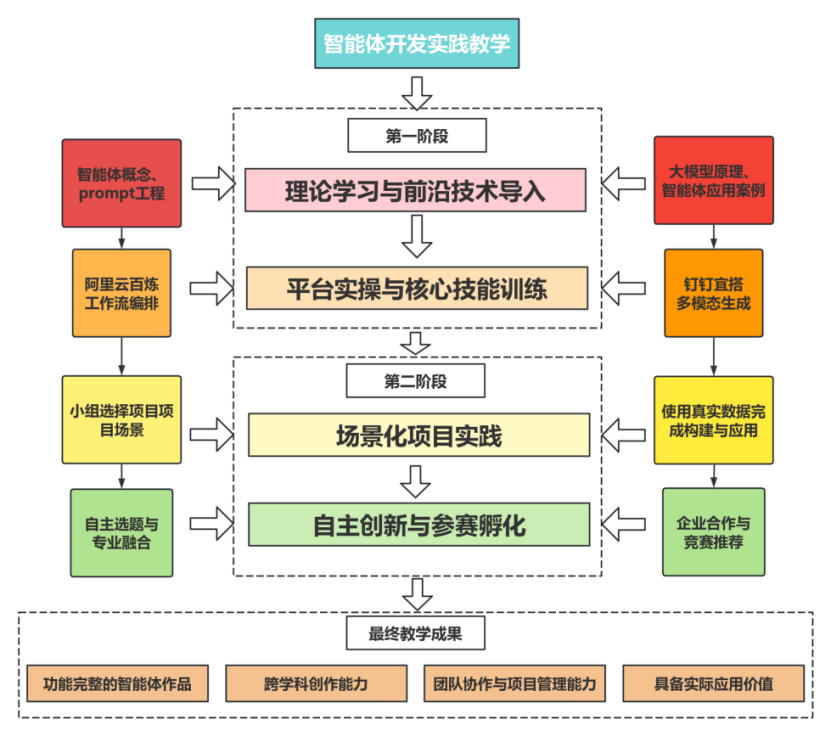 智能体开发实践教学
第一阶段
智能体概念、
prompt工程
理论学习与前沿技术导入
大模型原理、
智能体应用案例
阿里云百炼
工作流编排
平台实操与核心技能训练
钉钉宜搭
多模态生成
第二阶段
小组选择项目项
目场景
场景化项目实践
使用真实数据完
成构建与应用
自主选题与
专业融合
自主创新与参赛孵化
企业合作与
竞赛推荐
最终教学成果
功能完整的智能体作品
跨学科创作能力
团队协作与项目管理能力
具备实际应用价值